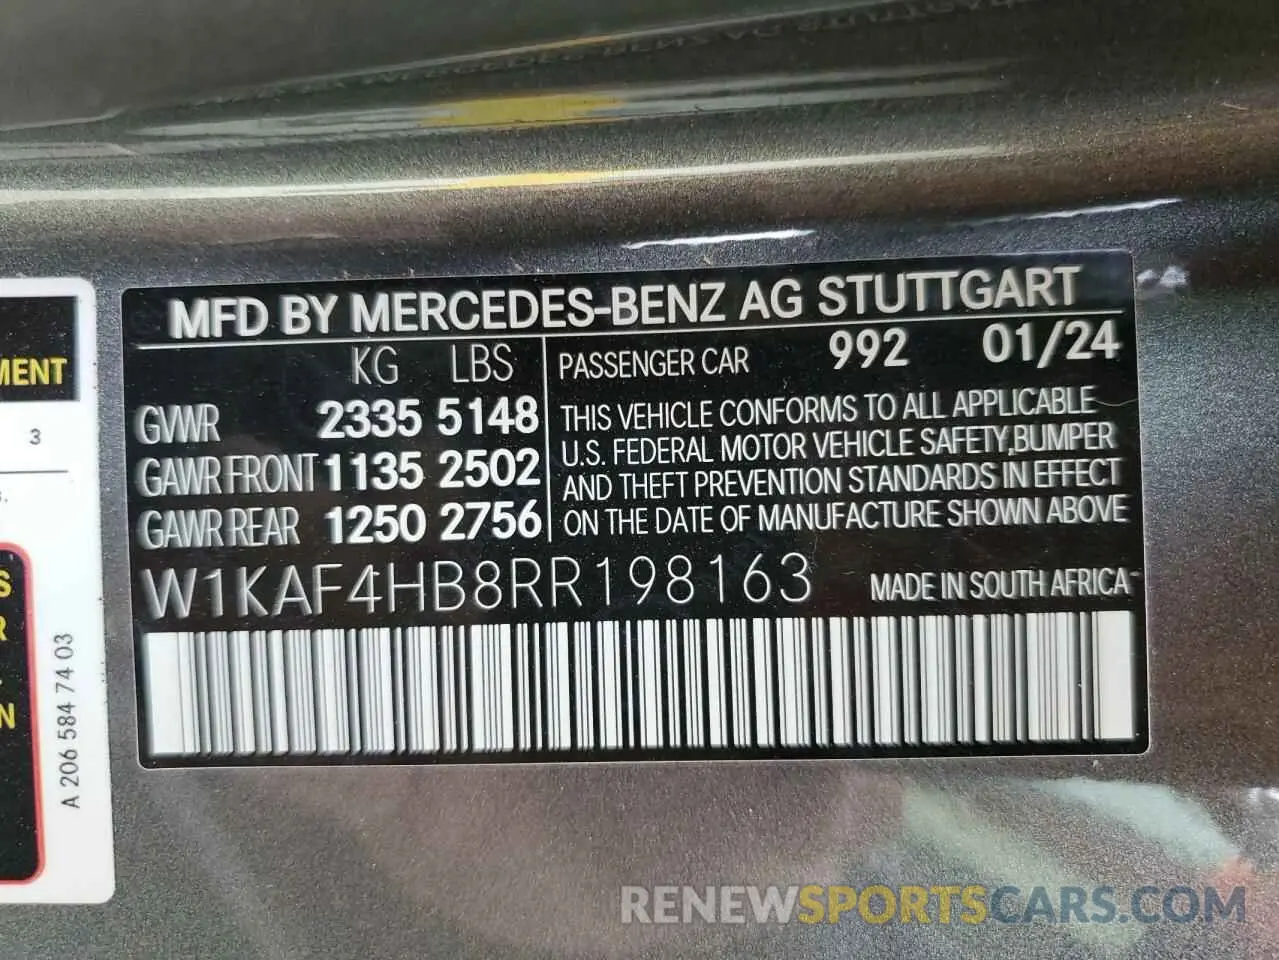 MFD BY MERCEDES-BENZ AG STUTTGART
KG LBS
PASSENGER CAR 992 01/24
GVWR 2335 5148
GAWR FRONT 1135 2502
GAWR REAR 1250 2756
THIS VEHICLE CONFORMS TO ALL APPLICABLE
U.S. FEDERAL MOTOR VEHICLE SAFETY,BUMPER
AND THEFT PREVENTION STANDARDS IN EFFECT
ON THE DATE OF MANUFACTURE SHOWN ABOVE
W1KAF4HB8RR198163 MADE IN SOUTH AFRICA
3
A 206 584 74 03
RENEWSPORTSCARS.COM